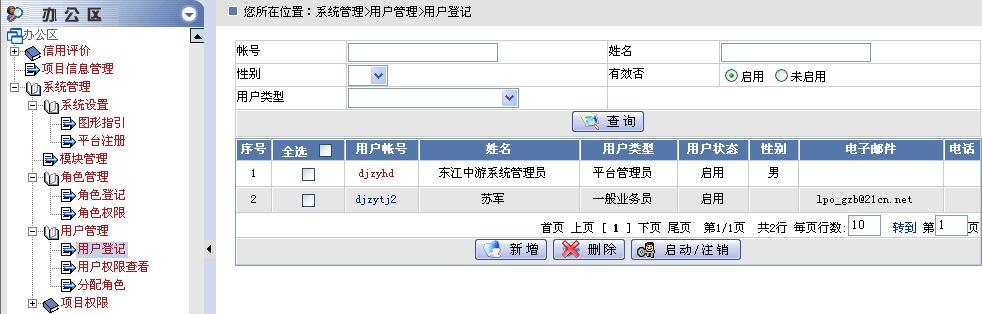 办公区
办公区
信用评价
项目信息管理
系统管理
系统设置
图形指引
平台注册
模块管理
角色管理
角色登记
角色权限
用户管理
用户登记
用户权限查看
分配角色
项目权限
您所在位置：系统管理>用户管理>用户登记
帐号 姓名
性别 有效否 启用 未启用
用户类型
查询
序号 全选 用户帐号 姓名 用户类型 用户状态 性别 电子邮件 电话
1 djzyhd 东江中游系统管理员 平台管理员 启用 男
2 djzytj2 苏军 一般业务员 启用 lpo_gzb@21cn.net
首页 上页 [ 1 ] 下页 尾页 第1/1页 共2行 每页行数: 10 转到 第 1 页
新增 删除 启动/注销